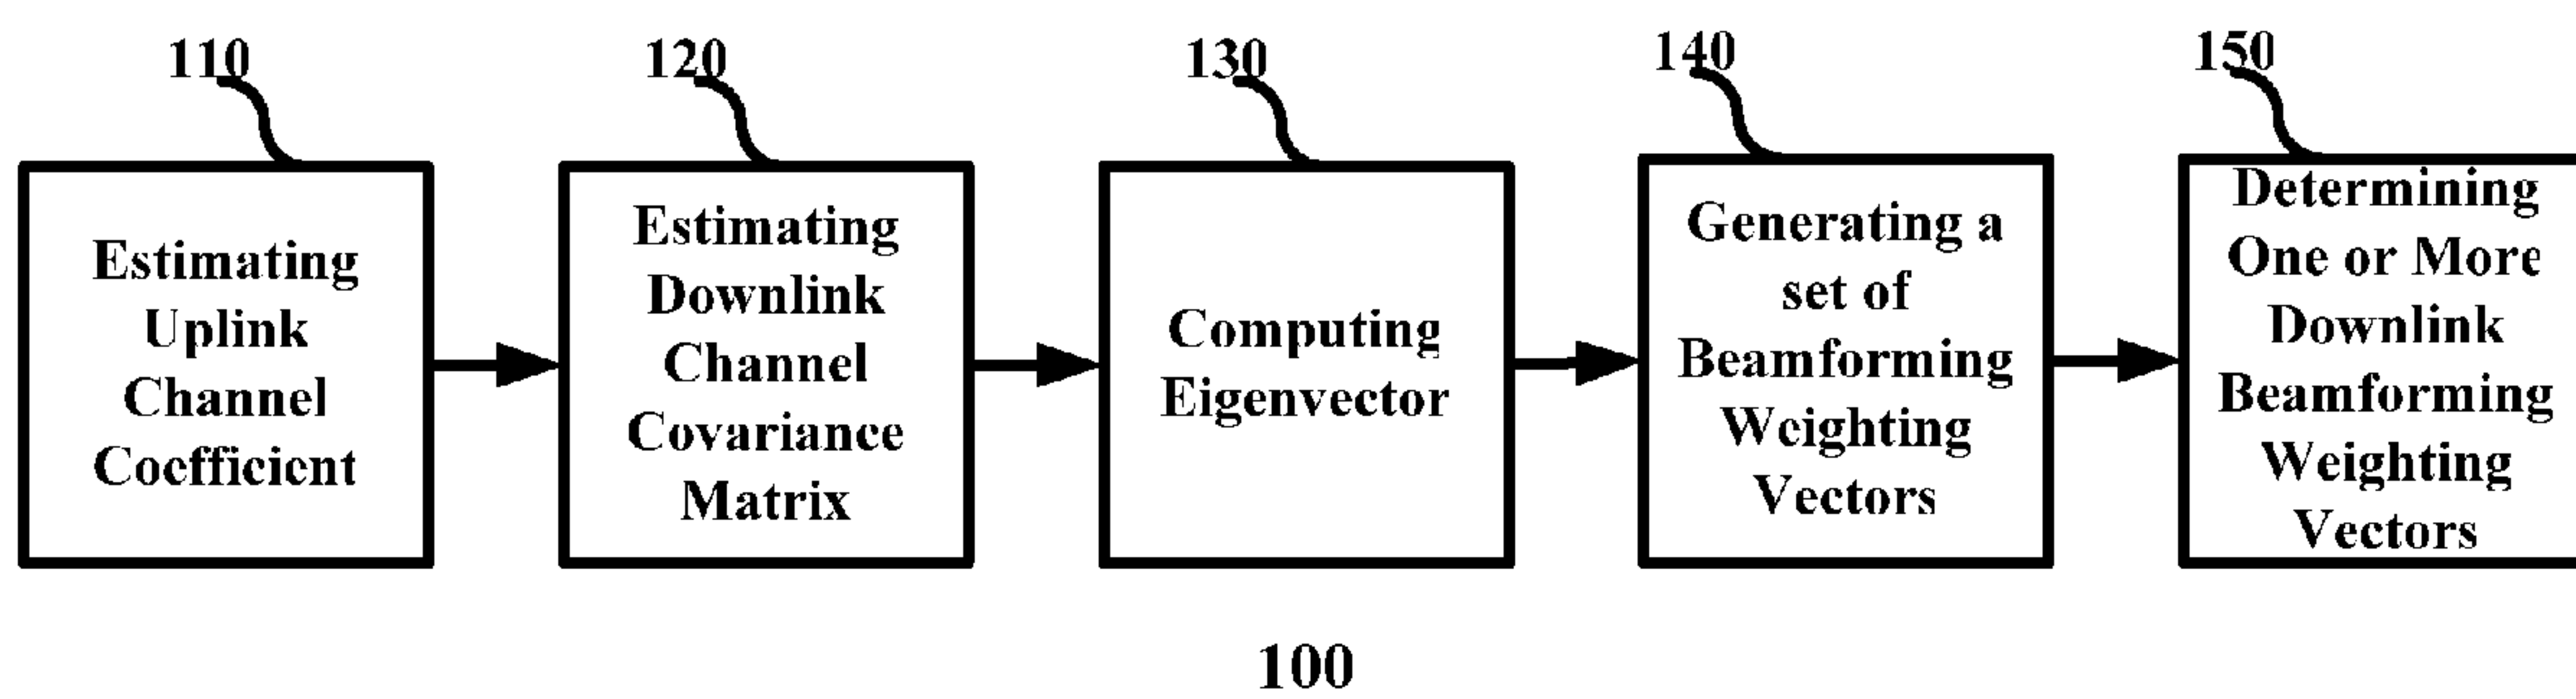 110
120
130
140
150
Estimating
Uplink
Channel
Coefficient
Estimating
Downlink
Channel
Covariance
Matrix
Computing
Eigenvector
Generating a
set of
Beamforming
Weighting
Vectors
Determining
One or More
Downlink
Beamforming
Weighting
Vectors
100